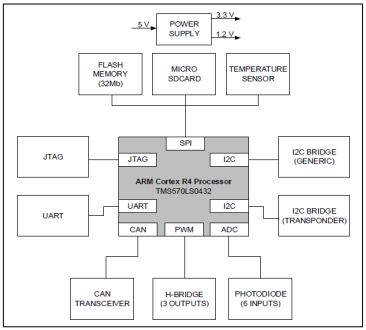 5 V
POWER
SUPPLY
3.3 V
1.2 V
FLASH
MEMORY
(32Mb)
MICRO
SDCARD
TEMPERATURE
SENSOR
SPI
JTAG
JTAG
I2C
I2C BRIDGE
(GENERIC)
ARM Cortex R4 Processor
TMS570LS0432
UART
UART
I2C
I2C BRIDGE
(TRANSPONDER)
CAN
PWM
ADC
CAN
TRANSCEIVER
H-BRIDGE
(3 OUTPUTS)
PHOTODIODE
(6 INPUTS)